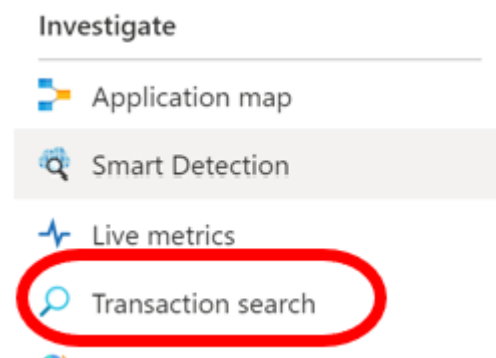 Investigate
Application map
Smart Detection
Live metrics
Transaction search